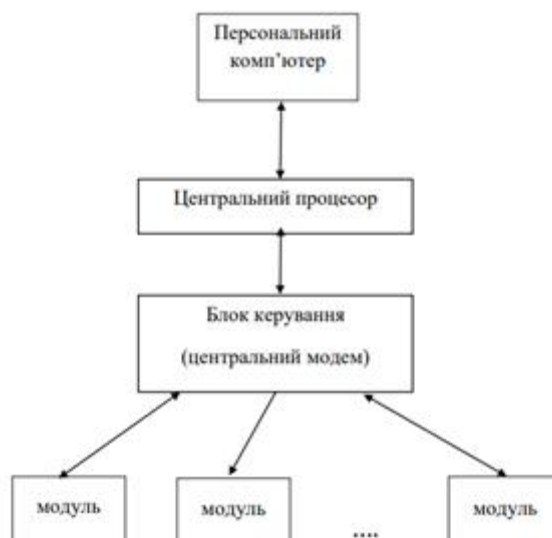 Персональний
комп’ютер
Центральний процесор
Блок керування
(центральний модем)
модуль
модуль
....
модуль